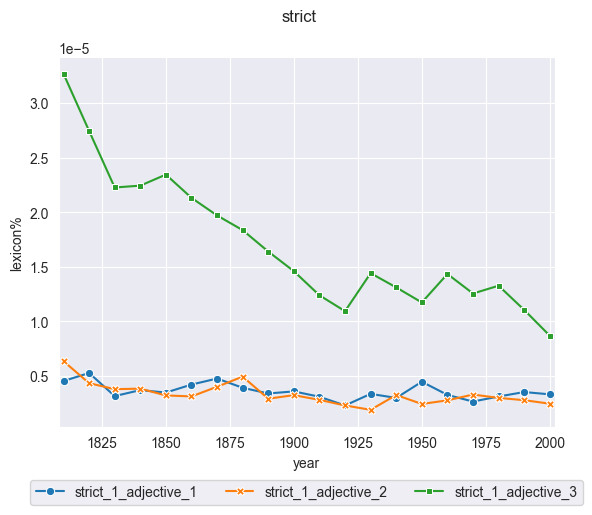 strict
1e−5
3.0
2.5
2.0
1.5
1.0
0.5
lexicon%
1825 1850 1875 1900 1925 1950 1975 2000
year
strict_1_adjective_1 strict_1_adjective_2 strict_1_adjective_3